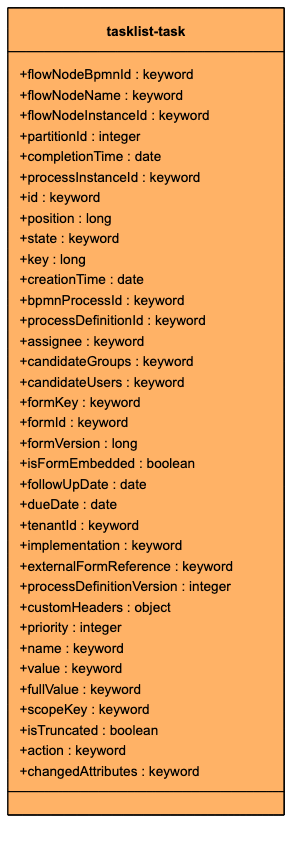 tasklist-task
+flowNodeBpmnId : keyword
+flowNodeName : keyword
+flowNodeInstanceId : keyword
+partitionId : integer
+completionTime : date
+processInstanceId : keyword
+id : keyword
+position : long
+state : keyword
+key : long
+creationTime : date
+bpmnProcessId : keyword
+processDefinitionId : keyword
+assignee : keyword
+candidateGroups : keyword
+candidateUsers : keyword
+formKey : keyword
+formId : keyword
+formVersion : long
+isFormEmbedded : boolean
+followUpDate : date
+dueDate : date
+tenantId : keyword
+implementation : keyword
+externalFormReference : keyword
+processDefinitionVersion : integer
+customHeaders : object
+priority : integer
+name : keyword
+value : keyword
+fullValue : keyword
+scopeKey : keyword
+isTruncated : boolean
+action : keyword
+changedAttributes : keyword